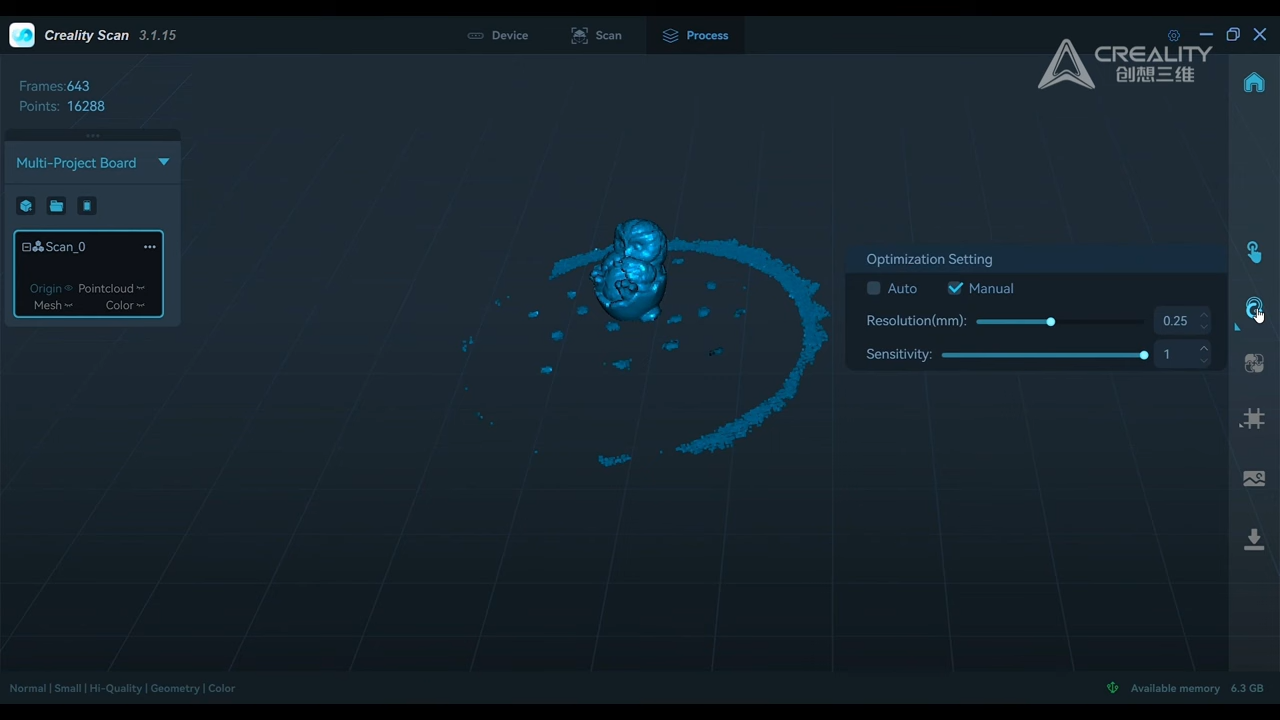 Creality Scan 3.1.15
Device
Scan
Process
CREALITY
创想三维
Frames:643
Points: 16288
Multi-Project Board
Scan_0
Origin Pointcloud
Mesh Color
Optimization Setting
Auto Manual
Resolution(mm): 0.25
Sensitivity: 1
Normal | Small | Hi-Quality | Geometry | Color
Available memory 6.3 GB